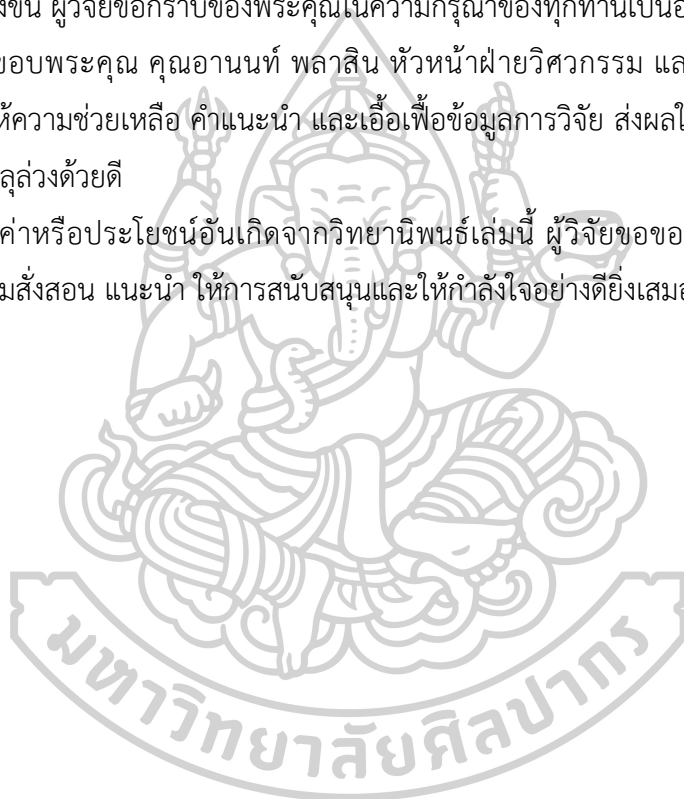 ผู้วิจัยขอกราบขอบพระคุณในความกรุณาของทุกท่านเป็น
ขอบพระคุณ คุณอานนท์ พลาสิน หัวหน้าฝ่ายวิศวกรรม และ
ให้ความช่วยเหลือ คำแนะนำ และเอื้อเฟื้อข้อมูลการวิจัย ส่งผลใ
ลุล่วงด้วยดี
ค่าหรือประโยชน์อันเกิดจากวิทยานิพนธ์เล่มนี้ ผู้วิจัยขอขอ
มสั่งสอน แนะนำ ให้การสนับสนุนและให้กำลังใจอย่างดียิ่งเสมอ
มหาวิทยาลัยศิลปากร